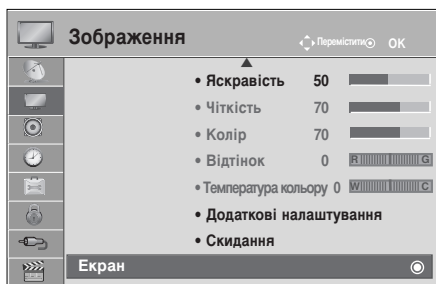 Зображення Перемістити OK
• Яскравість 50
• Чіткість 70
• Колір 70
• Відтінок 0 R G
• Температура кольору 0 W C
• Додаткові налаштування
• Скидання
Екран